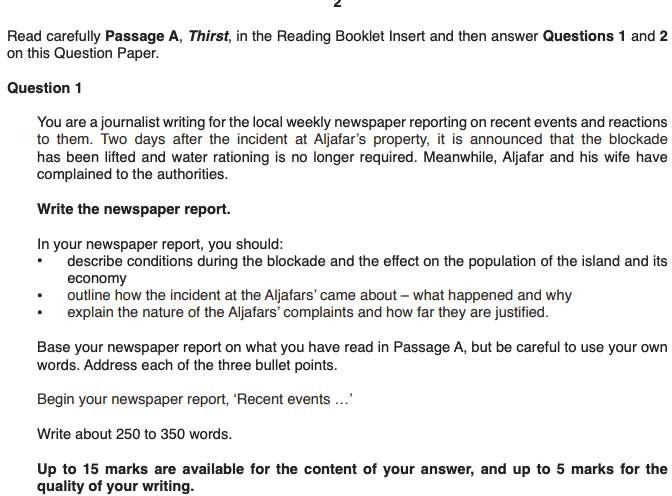 2
Read carefully Passage A, Thirst, in the Reading Booklet Insert and then answer Questions 1 and 2
on this Question Paper.
Question 1
You are a journalist writing for the local weekly newspaper reporting on recent events and reactions
to them. Two days after the incident at Aljafar's property, it is announced that the blockade
has been lifted and water rationing is no longer required. Meanwhile, Aljafar and his wife have
complained to the authorities.
Write the newspaper report.
In your newspaper report, you should:
• describe conditions during the blockade and the effect on the population of the island and its
economy
• outline how the incident at the Aljafars' came about – what happened and why
• explain the nature of the Aljafars' complaints and how far they are justified.
Base your newspaper report on what you have read in Passage A, but be careful to use your own
words. Address each of the three bullet points.
Begin your newspaper report, 'Recent events …'
Write about 250 to 350 words.
Up to 15 marks are available for the content of your answer, and up to 5 marks for the
quality of your writing.